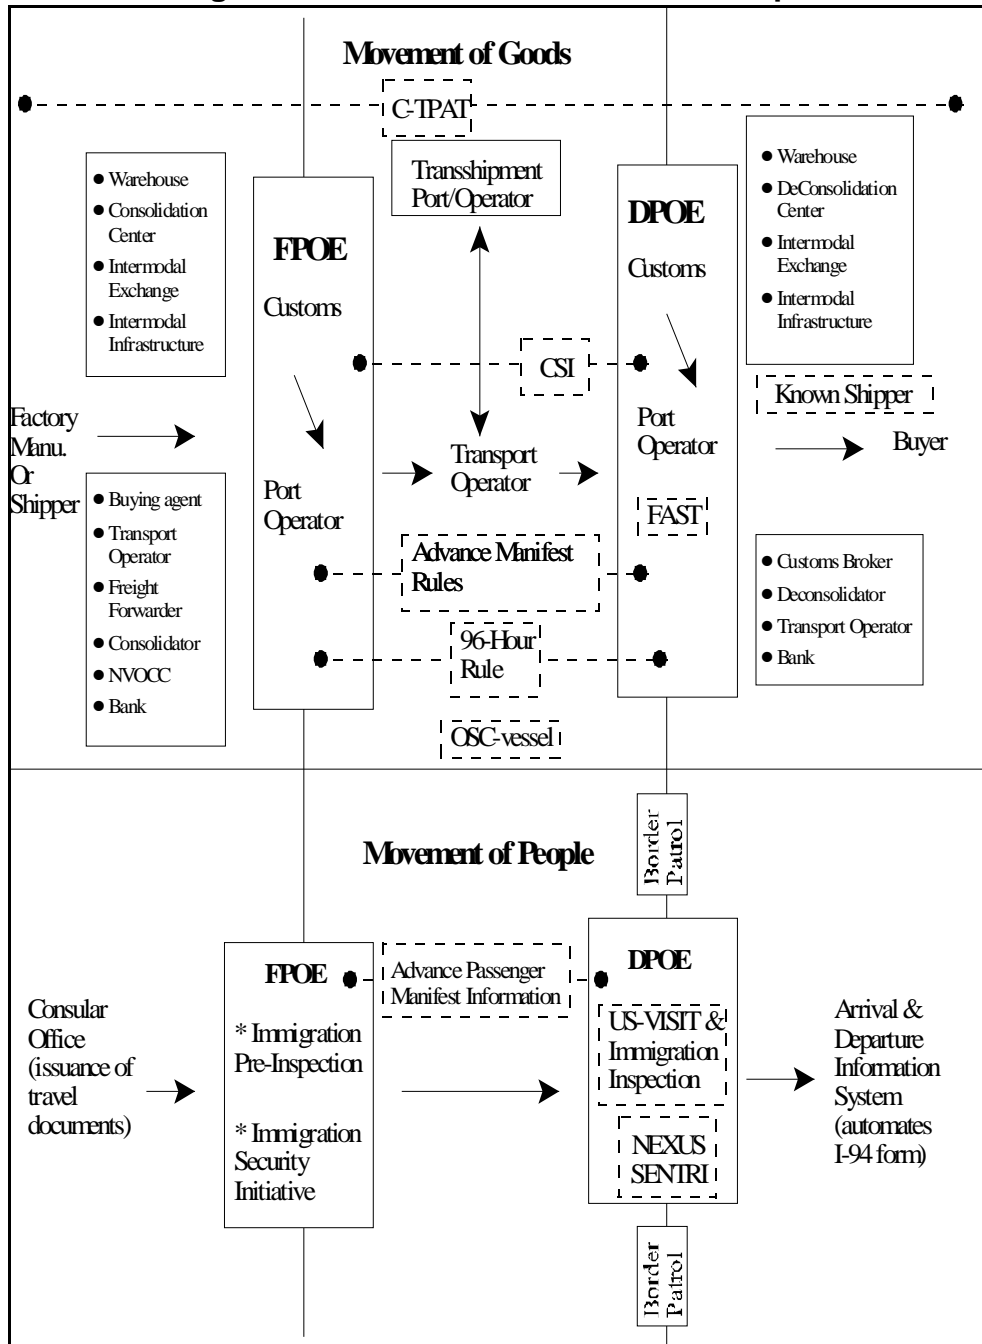 Movement of Goods
C-TPAT
● Warehouse
● Consolidation
Center
● Intermodal
Exchange
● Intermodal
Infrastructure
FPOE
Customs
Port
Operator
Transshipment
Port/Operator
DPOE
Customs
Port
Operator
FAST
● Warehouse
● DeConsolidation
Center
● Intermodal
Exchange
● Intermodal
Infrastructure
CSI
Known Shipper
Factory
Manu.
Or
Shipper
Transport
Operator
Buyer
● Buying agent
● Transport
Operator
● Freight
Forwarder
● Consolidator
● NVOCC
● Bank
Advance Manifest
Rules
96-Hour
Rule
OSC-vessel
● Customs Broker
● Deconsolidator
● Transport Operator
● Bank
Movement of People
Border
Patrol
Consular
Office
(issuance of
travel
documents)
FPOE
* Immigration
Pre-Inspection
* Immigration
Security
Initiative
Advance Passenger
Manifest Information
DPOE
US-VISIT &
Immigration
Inspection
NEXUS
SENTRI
Arrival &
Departure
Information
System
(automates
I-94 form)
Border
Patrol